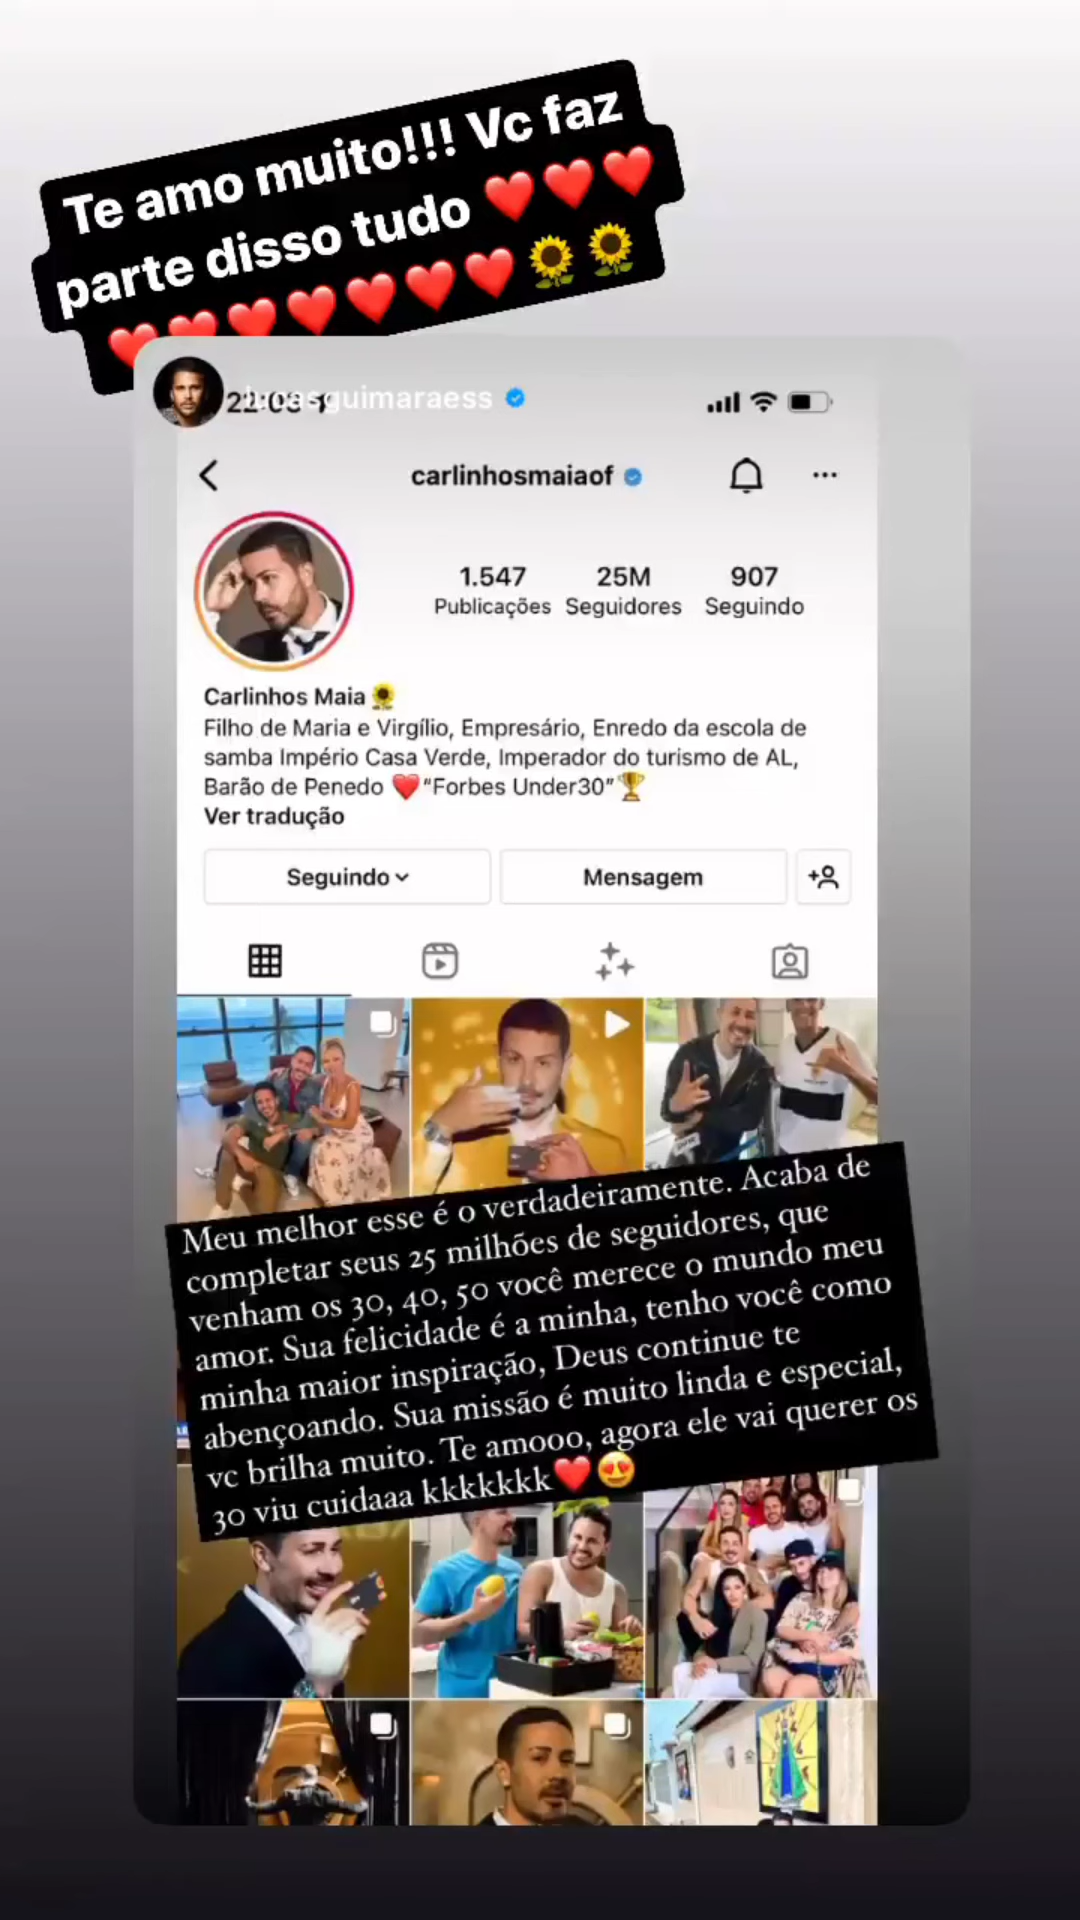 Te amo muito!!! Vc faz
parte disso tudo ❤️❤️❤️
❤️❤️❤️❤️❤️❤️❤️🌻🌻
22:03
lucasguimaraess
carlinhosmaiaof
1.547 25M 907
Publicações Seguidores Seguindo
Carlinhos Maia 🌻
Filho de Maria e Virgílio, Empresário, Enredo da escola de
samba Império Casa Verde, Imperador do turismo de AL,
Barão de Penedo ❤️"Forbes Under30"🏆
Ver tradução
Seguindo Mensagem
Meu melhor esse é o verdadeiramente. Acaba de
completar seus 25 milhões de seguidores, que
venham os 30, 40, 50 você merece o mundo meu
amor. Sua felicidade é a minha, tenho você como
minha maior inspiração, Deus continue te
abençoando. Sua missão é muito linda e especial,
vc brilha muito. Te amooo, agora ele vai querer os
30 viu cuidaaa kkkkkkk❤️😍